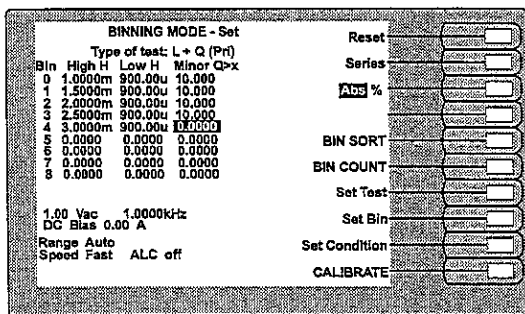 BINNING MODE - Set
Type of test: L + Q (Pri)
Bin High H Low H Minor Q>x
0 1.0000m 900.00u 10.000
1 1.5000m 900.00u 10.000
2 2.0000m 900.00u 10.000
3 2.5000m 900.00u 10.000
4 3.0000m 900.00u 0.0000
5 0.0000 0.0000 0.0000
6 0.0000 0.0000 0.0000
7 0.0000 0.0000 0.0000
8 0.0000 0.0000 0.0000
1.00 Vac 1.0000kHz
DC Bias 0.00 A
Range Auto
Speed Fast ALC off
Reset
Series
Abs %
BIN SORT
BIN COUNT
Set Test
Set Bin
Set Condition
CALIBRATE